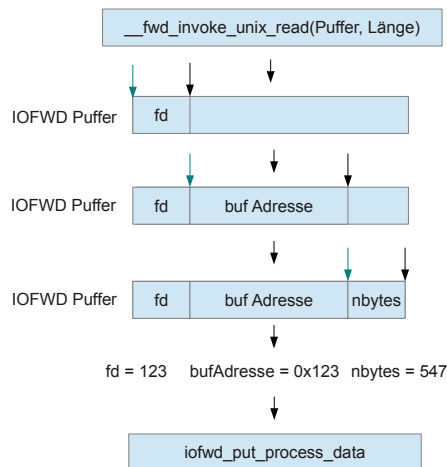 __fwd_invoke_unix_read(Puffer, Länge)
IOFWD Puffer
fd
IOFWD Puffer
fd buf Adresse
IOFWD Puffer
fd buf Adresse nbytes
fd = 123 bufAdresse = 0x123 nbytes = 547
iofwd_put_process_data